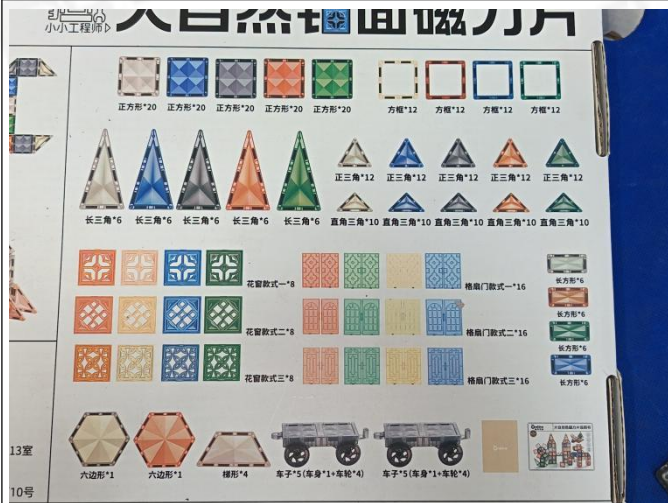 大自然镜面磁力片
小小工程师
正方形*20 正方形*20 正方形*20 正方形*20 正方形*20 方框*12 方框*12 方框*12 方框*12
正三角*12 正三角*12 正三角*12 正三角*12 正三角*12
长三角*6 长三角*6 长三角*6 长三角*6 长三角*6 直角三角*10 直角三角*10 直角三角*10 直角三角*10 直角三角*10
花窗款式一*8 格扇门款式一*16 长方形*6
长方形*6
花窗款式二*8 格扇门款式二*16 长方形*6
花窗款式三*8 格扇门款式三*16 长方形*6
13室
六边形*1 六边形*1 梯形*4 车子*5(车身*1+车轮*4) 车子*5(车身*1+车轮*4)
10号